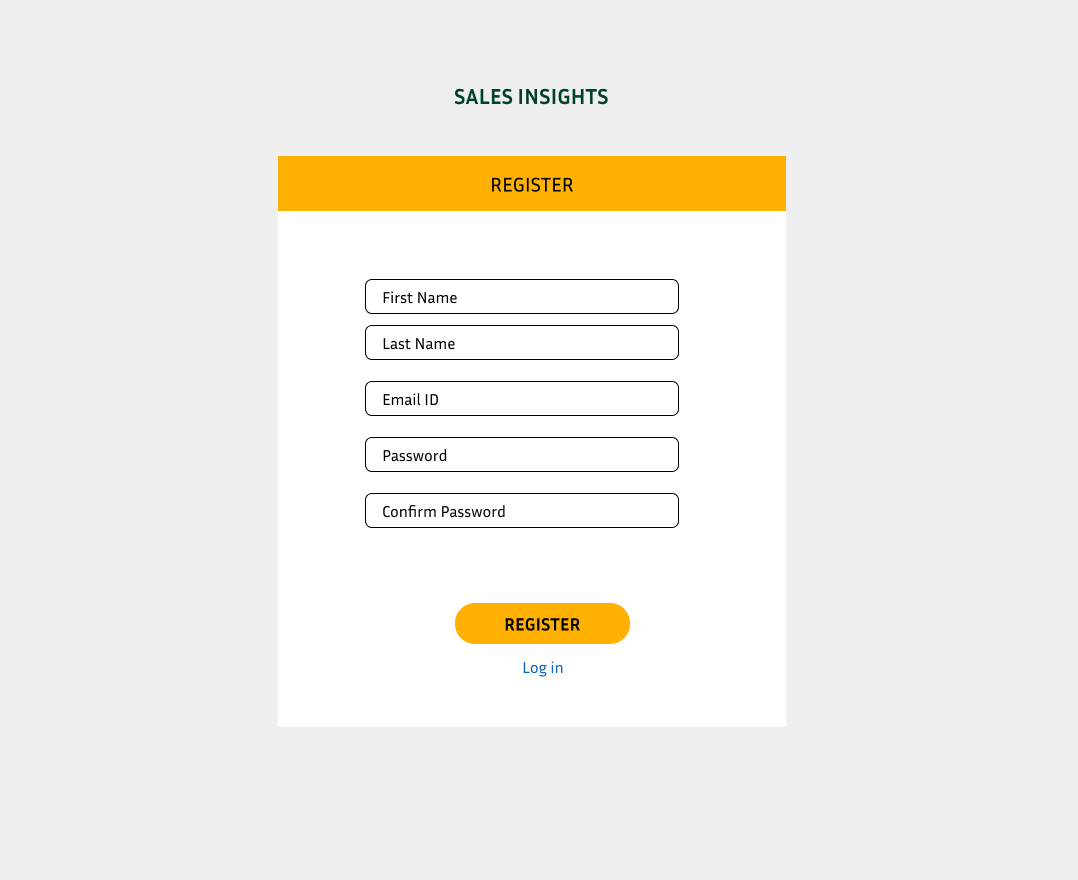 SALES INSIGHTS
REGISTER
First Name
Last Name
Email ID
Password
Confirm Password
REGISTER
Log in